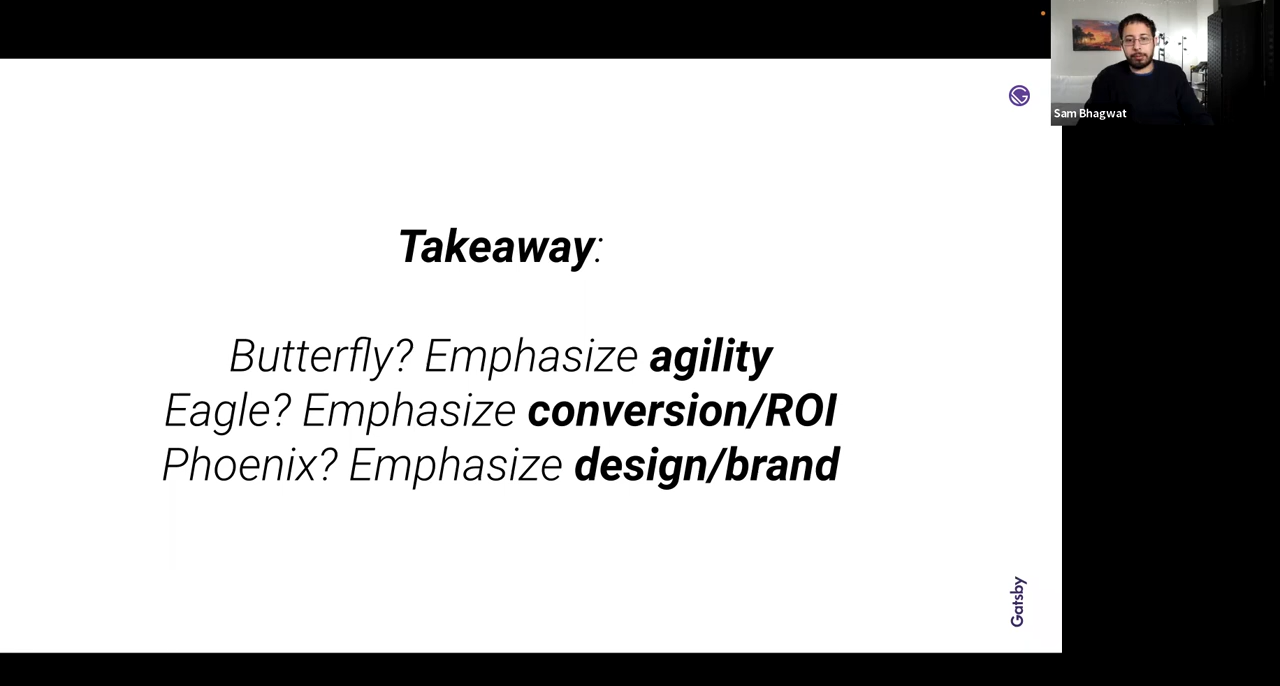 Sam Bhagwat
Takeaway:
Butterfly? Emphasize agility
Eagle? Emphasize conversion/ROI
Phoenix? Emphasize design/brand
Gatsby